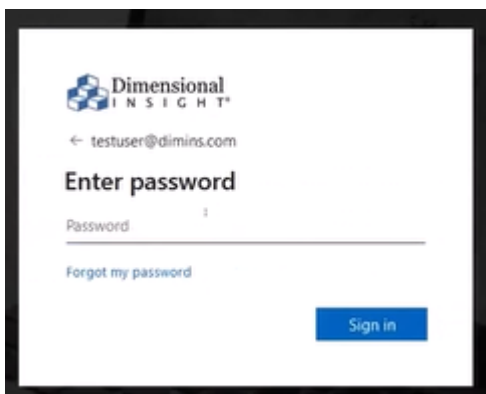 Dimensional
INSIGHT®
← testuser@dimins.com
Enter password
Password
Forgot my password
Sign in